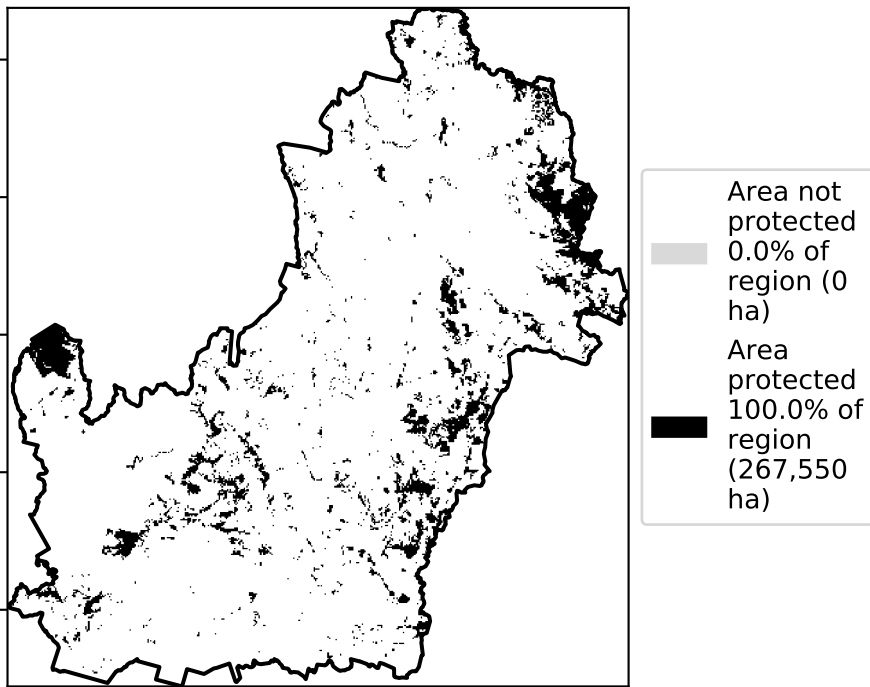 Area not
protected
0.0% of
region (0
ha)
Area
protected
100.0% of
region
(267,550
ha)